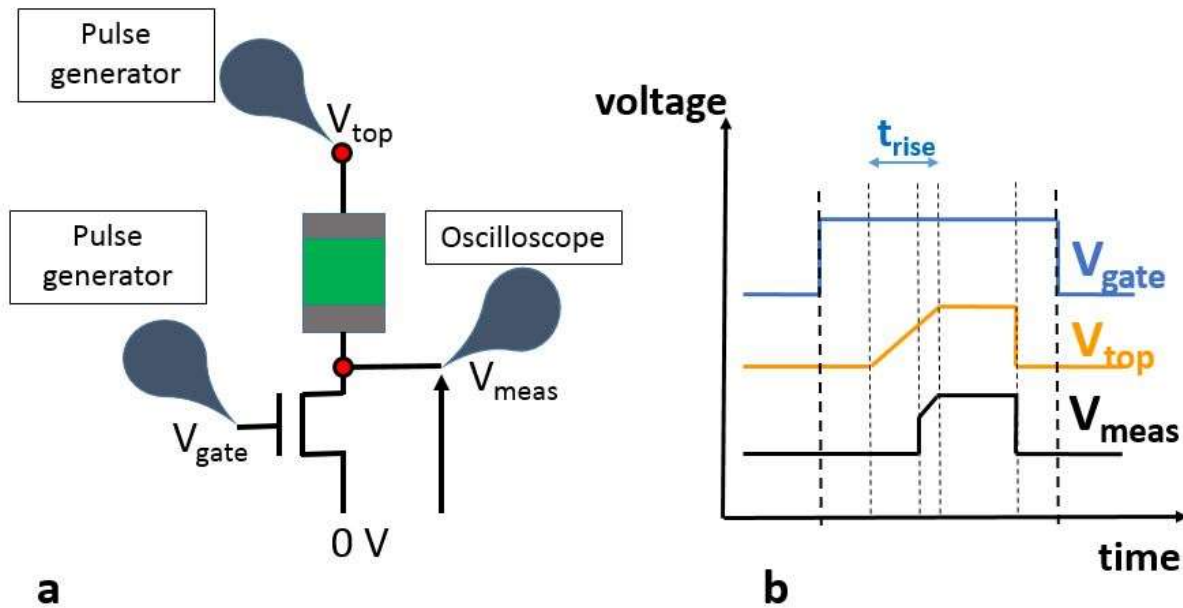 Pulse
generator
V_top
Pulse
generator
Oscilloscope
V_gate
V_meas
0 V
a
voltage
t_rise
V_gate
V_top
V_meas
time
b